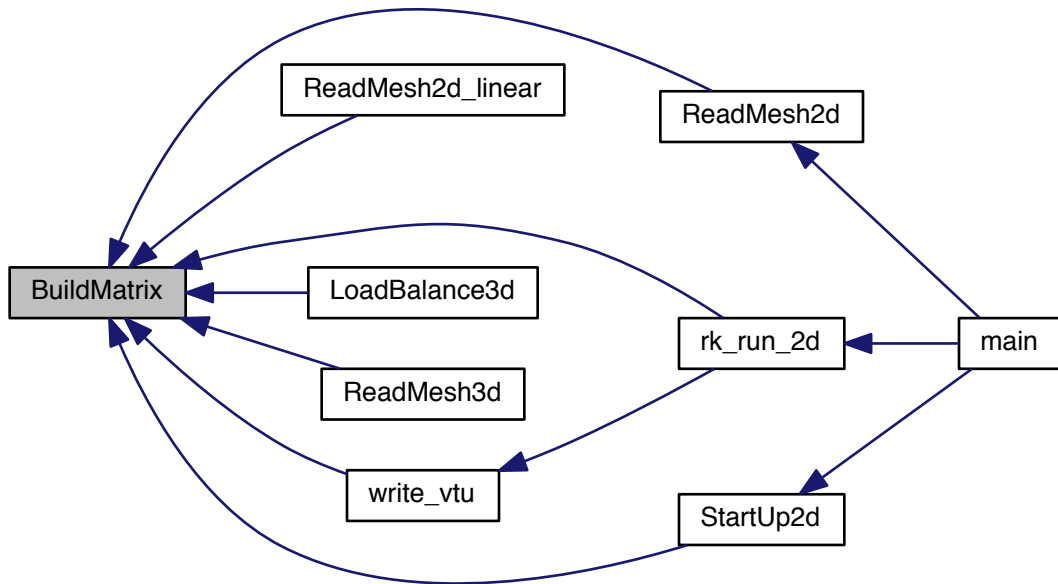 ReadMesh2d_linear
ReadMesh2d
BuildMatrix
LoadBalance3d
rk_run_2d
main
ReadMesh3d
write_vtu
StartUp2d